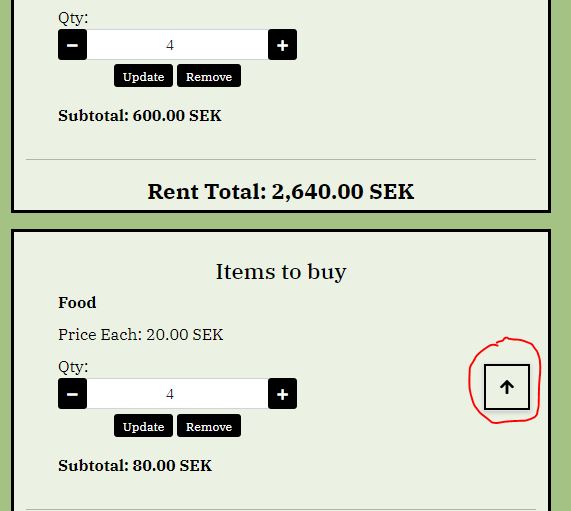 Qty:
− 4 +
Update Remove
Subtotal: 600.00 SEK
Rent Total: 2,640.00 SEK
Items to buy
Food
Price Each: 20.00 SEK
Qty:
− 4 +
Update Remove
Subtotal: 80.00 SEK